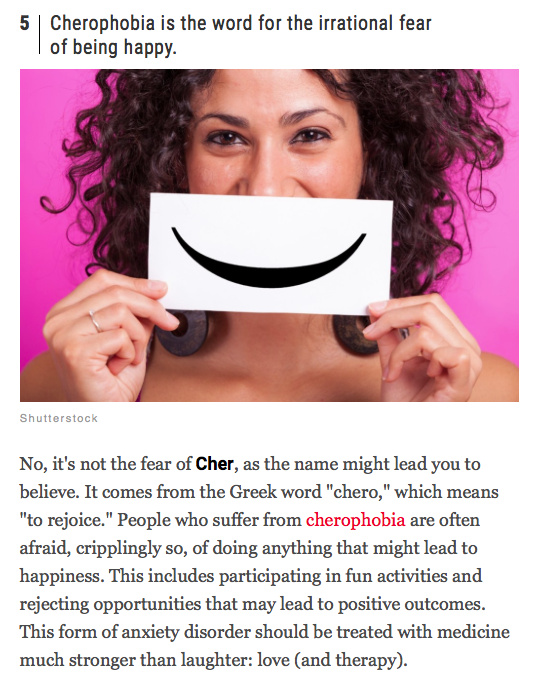 5 Cherophobia is the word for the irrational fear
of being happy.
Shutterstock
No, it's not the fear of Cher, as the name might lead you to
believe. It comes from the Greek word "chero," which means
"to rejoice." People who suffer from cherophobia are often
afraid, cripplingly so, of doing anything that might lead to
happiness. This includes participating in fun activities and
rejecting opportunities that may lead to positive outcomes.
This form of anxiety disorder should be treated with medicine
much stronger than laughter: love (and therapy).